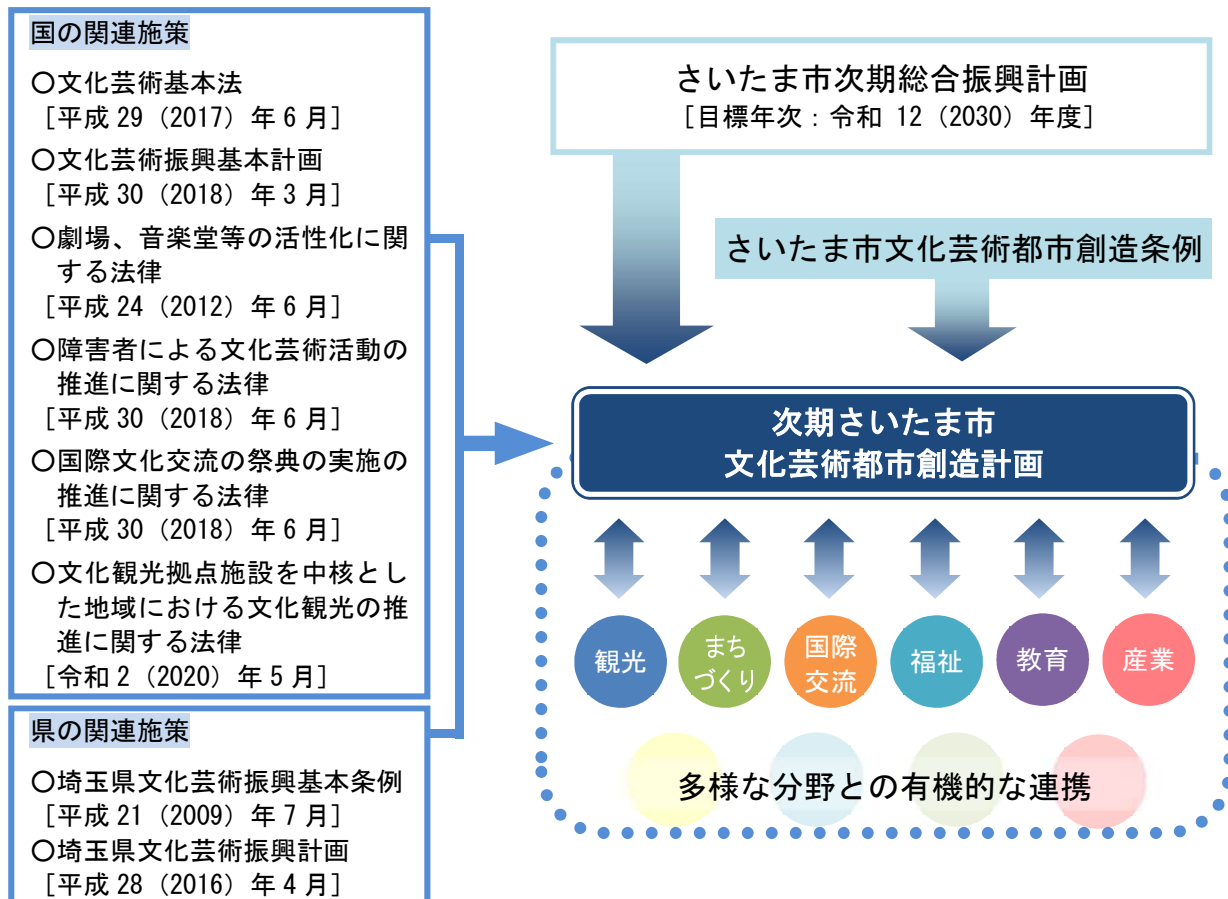 国の関連施策
〇文化芸術基本法
［平成 29（2017）年 6 月］
〇文化芸術振興基本計画
［平成 30（2018）年 3 月］
〇劇場、音楽堂等の活性化に関
する法律
［平成 24（2012）年 6 月］
〇障害者による文化芸術活動の
推進に関する法律
［平成 30（2018）年 6 月］
〇国際文化交流の祭典の実施の
推進に関する法律
［平成 30（2018）年 6 月］
〇文化観光拠点施設を中核とし
た地域における文化観光の推
進に関する法律
［令和 2（2020）年 5 月］
県の関連施策
〇埼玉県文化芸術振興基本条例
［平成 21（2009）年 7 月］
〇埼玉県文化芸術振興計画
［平成 28（2016）年 4 月］
さいたま市次期総合振興計画
［目標年次：令和 12（2030）年度］
さいたま市文化芸術都市創造条例
次期さいたま市
文化芸術都市創造計画
観光
まち
づくり
国際
交流
福祉
教育
産業
多様な分野との有機的な連携